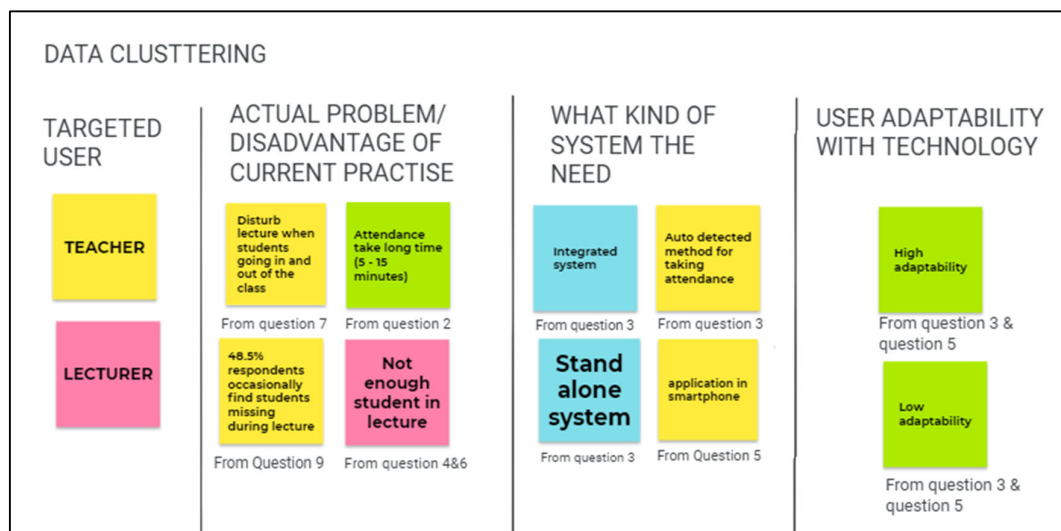 DATA CLUSTTERING
TARGETED
USER
TEACHER
LECTURER
ACTUAL PROBLEM/
DISADVANTAGE OF
CURRENT PRACTISE
Disturb
lecture when
students
going in and
out of the
class
From question 7
Attendance
take long time
(5 - 15
minutes)
From question 2
48.5%
respondents
occasionally
find students
missing
during lecture
From Question 9
Not
enough
student in
lecture
From question 4&6
WHAT KIND OF
SYSTEM THE
NEED
Integrated
system
From question 3
Auto detected
method for
taking
attendance
From question 3
Stand
alone
system
From question 3
application in
smartphone
From Question 5
USER ADAPTABILITY
WITH TECHNOLOGY
High
adaptability
From question 3 &
question 5
Low
adaptability
From question 3 &
question 5